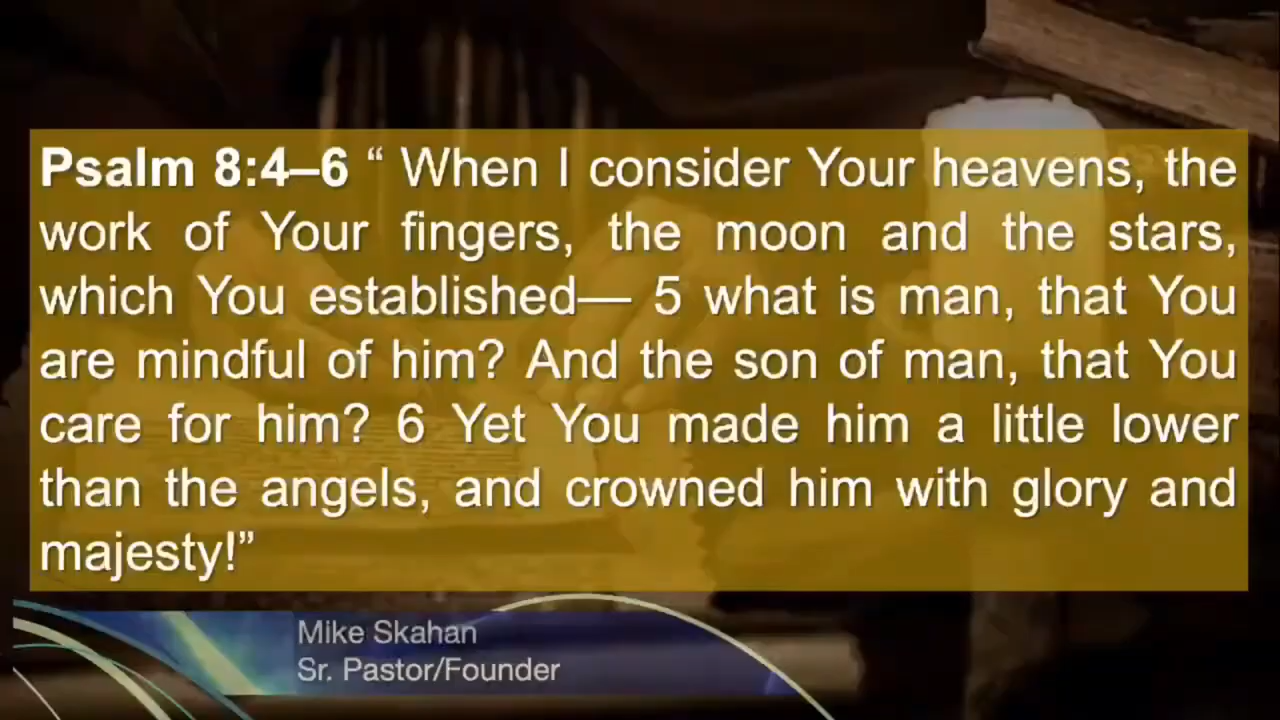 Psalm 8:4–6 “ When I consider Your heavens, the
work of Your fingers, the moon and the stars,
which You established— 5 what is man, that You
are mindful of him? And the son of man, that You
care for him? 6 Yet You made him a little lower
than the angels, and crowned him with glory and
majesty!”
Mike Skahan
Sr. Pastor/Founder